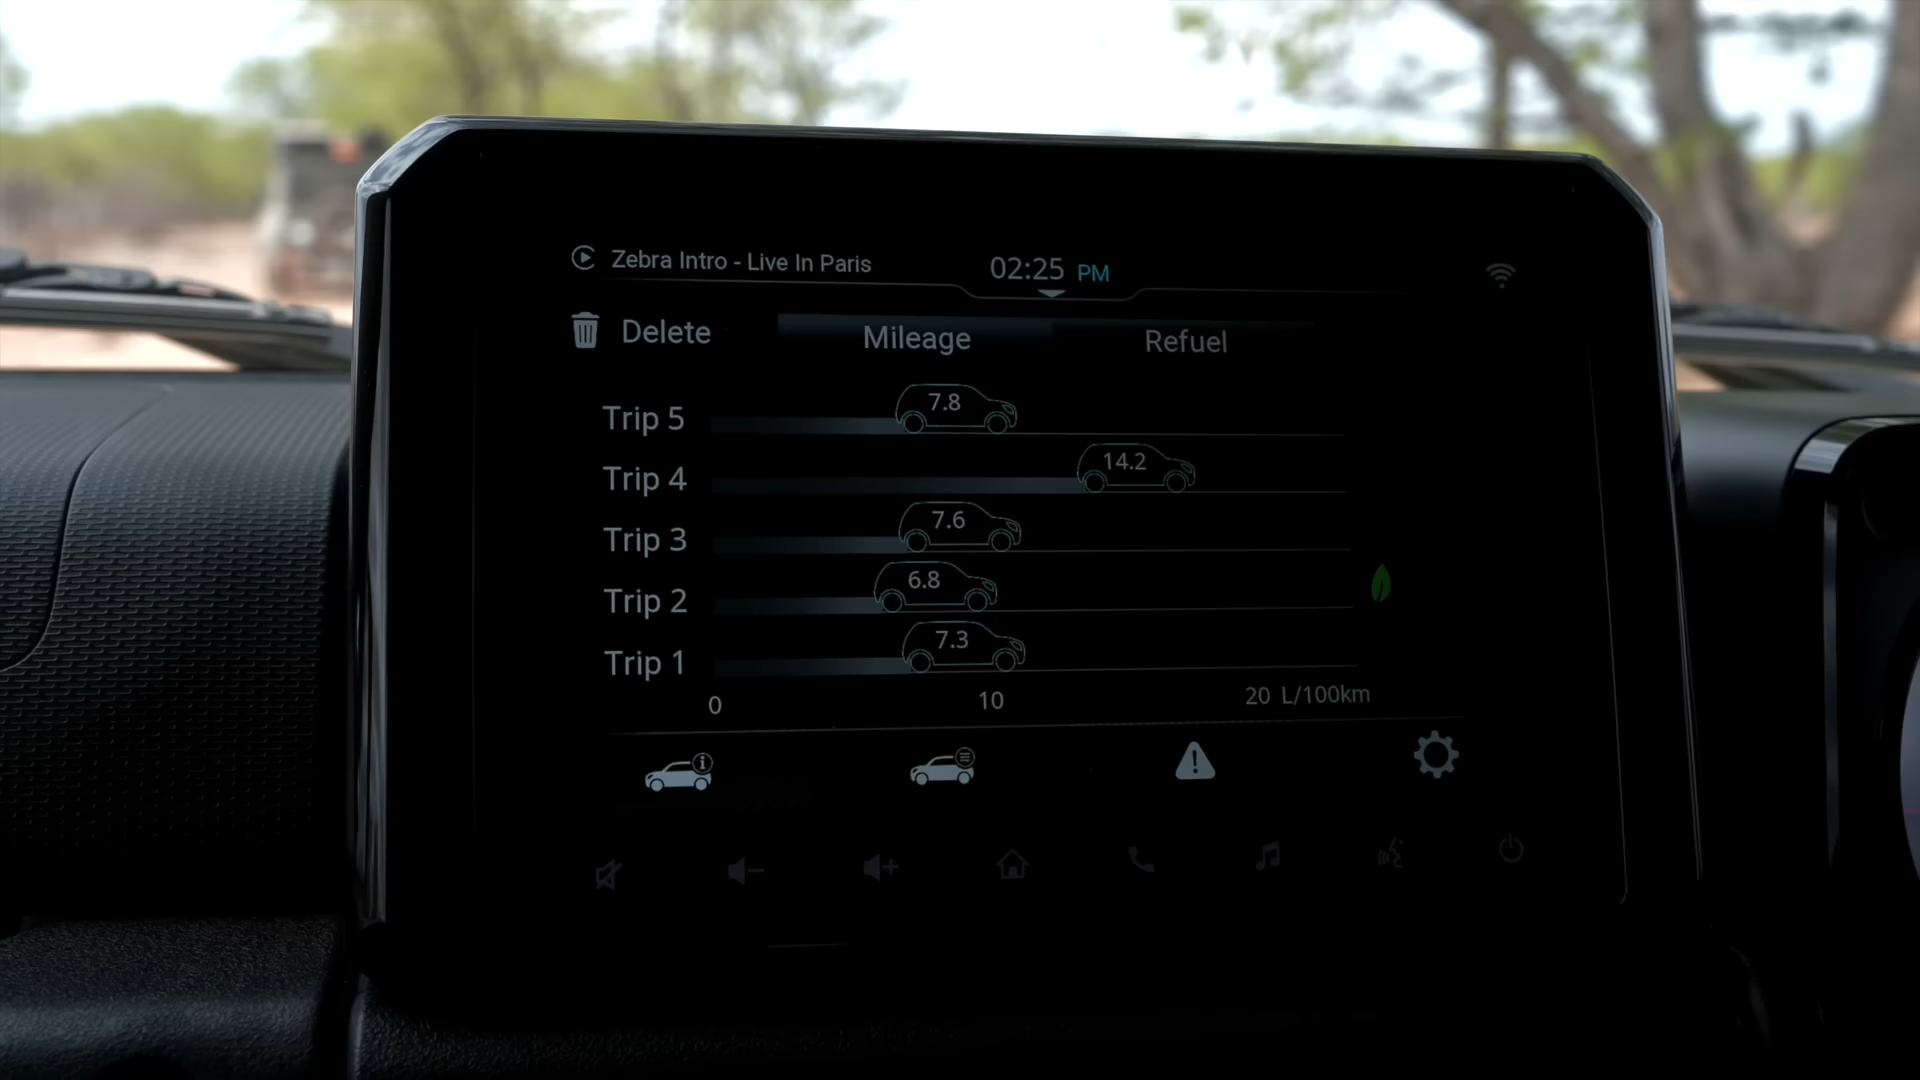 Zebra Intro - Live In Paris
02:25 PM
Delete
Mileage
Refuel
Trip 5
7.8
Trip 4
14.2
Trip 3
7.6
Trip 2
6.8
Trip 1
7.3
0 10 20 L/100km